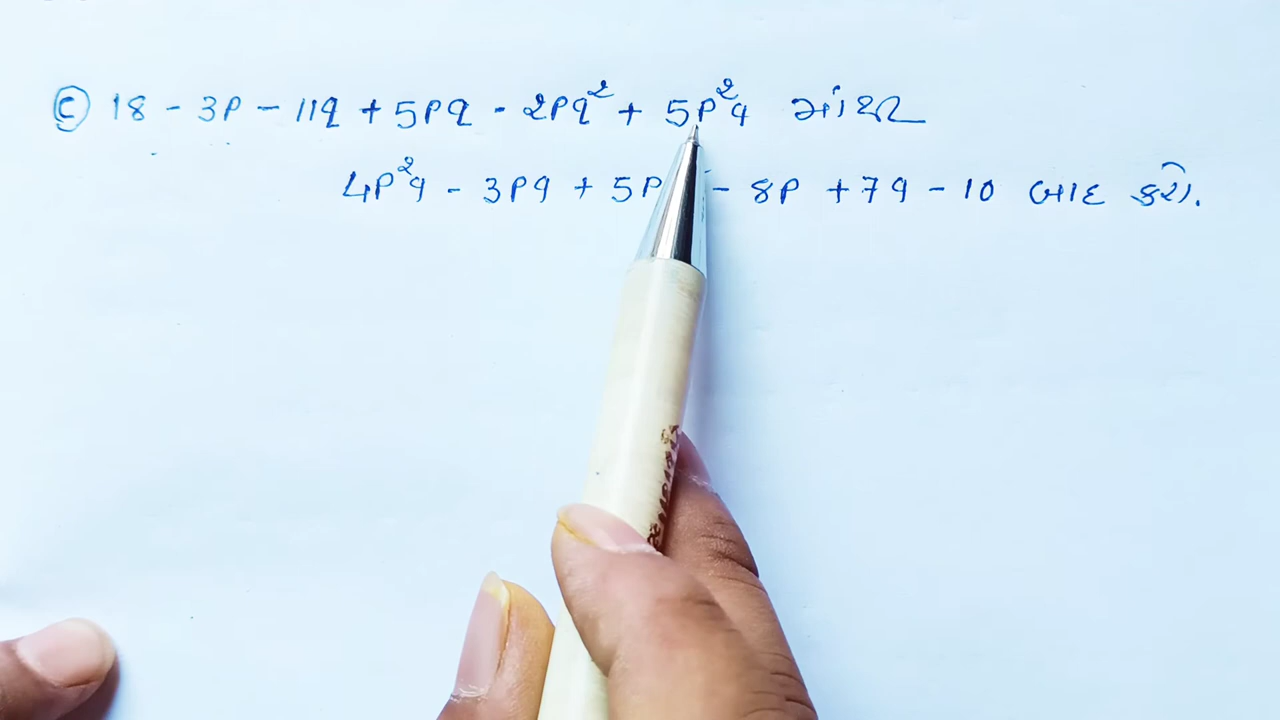 (c) 18 - 3P - 11q + 5Pq - 2Pq² + 5P²q માંથી
4P²q - 3Pq + 5P - 8P + 7q - 10 બાદ કરો.